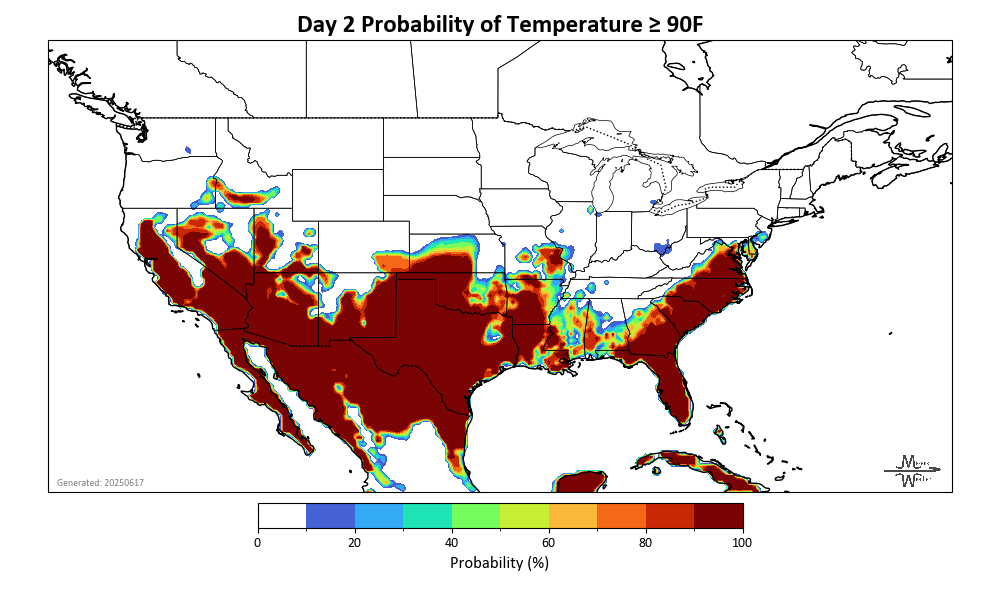 Day 2 Probability of Temperature ≥ 90F
Generated: 20250617
0 20 40 60 80 100
Probability (%)